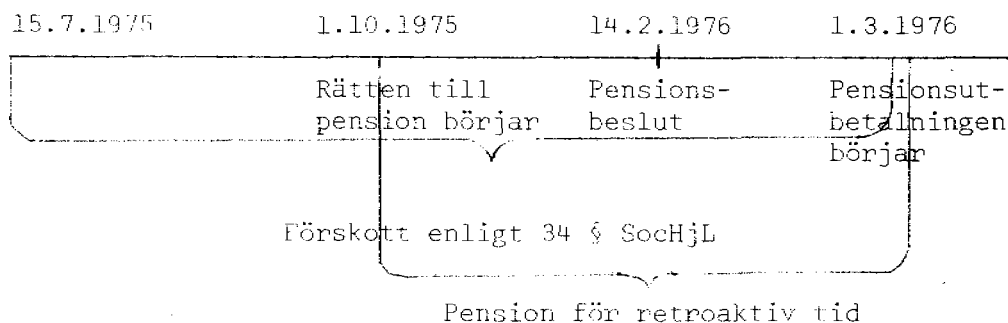 15.7.1975 1.10.1975 14.2.1976 1.3.1976
Rätten till Pensions- Pensionsut-
pension börjar beslut betalningen
börjar
Förskott enligt 34 § SocHjL
Pension för retroaktiv tid